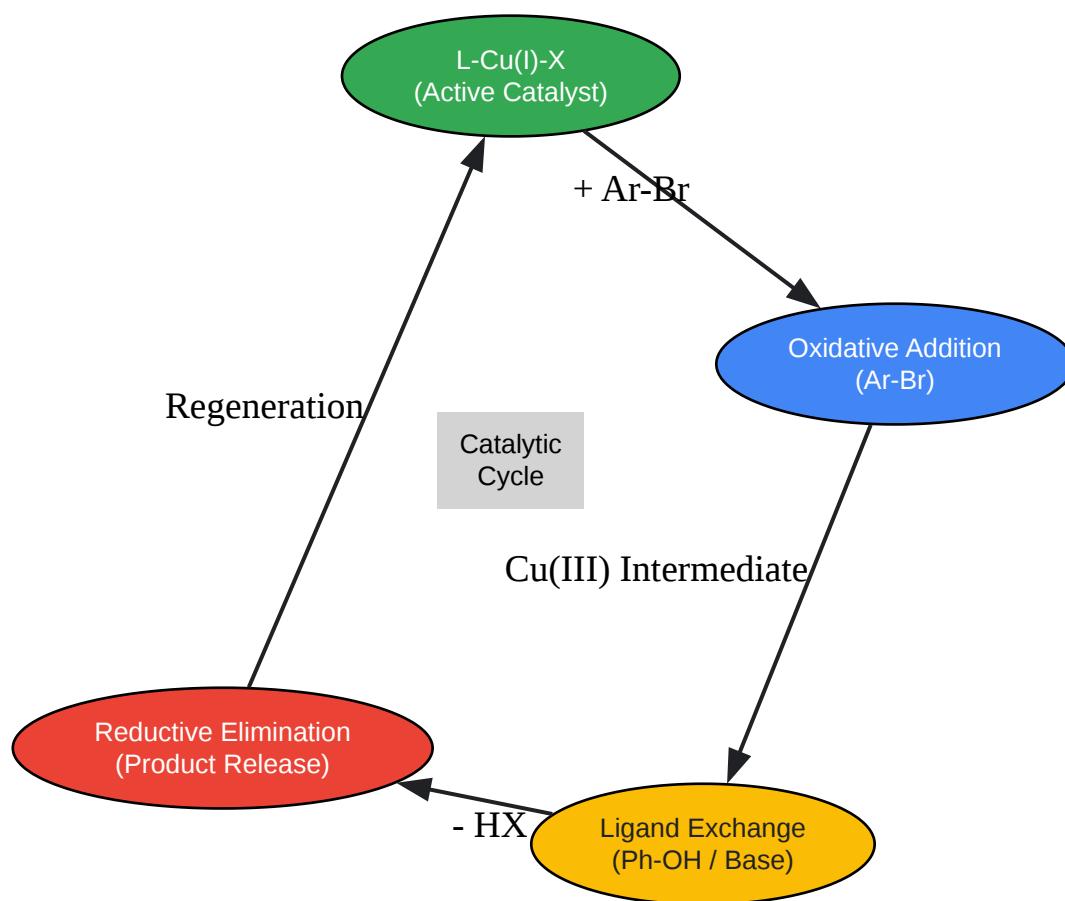 L-Cu(I)-X
(Active Catalyst)
+ Ar-Br
Oxidative Addition
(Ar-Br)
Regeneration
Catalytic
Cycle
Cu(III) Intermediate
Reductive Elimination
(Product Release)
- HX
Ligand Exchange
(Ph-OH / Base)